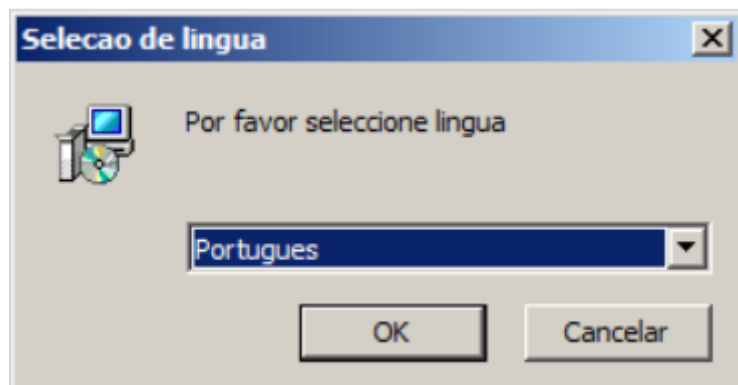 Selecao de lingua
Por favor seleccione lingua
Portugues
OK Cancelar